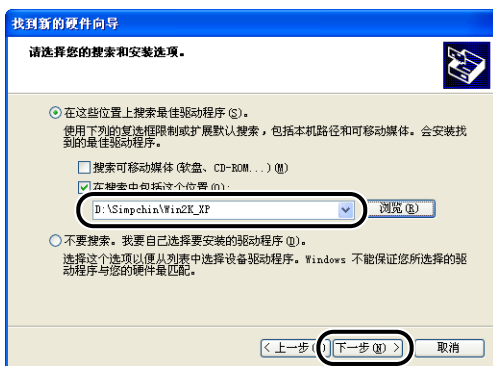 找到新的硬件向导
请选择您的搜索和安装选项。
在这些位置上搜索最佳驱动程序(S)。
使用下列的复选框限制或扩展默认搜索，包括本机路径和可移动媒体。会安装找
到的最佳驱动程序。
搜索可移动媒体(软盘、CD-ROM...)(M)
在搜索中包括这个位置(O):
D:\Simpchin\Win2K_XP
浏览(R)
不要搜索。我要自己选择要安装的驱动程序(D)。
选择这个选项以便从列表中选择设备驱动程序。Windows 不能保证您所选择的驱
动程序与您的硬件最匹配。
< 上一步( 下一步(N) > 取消